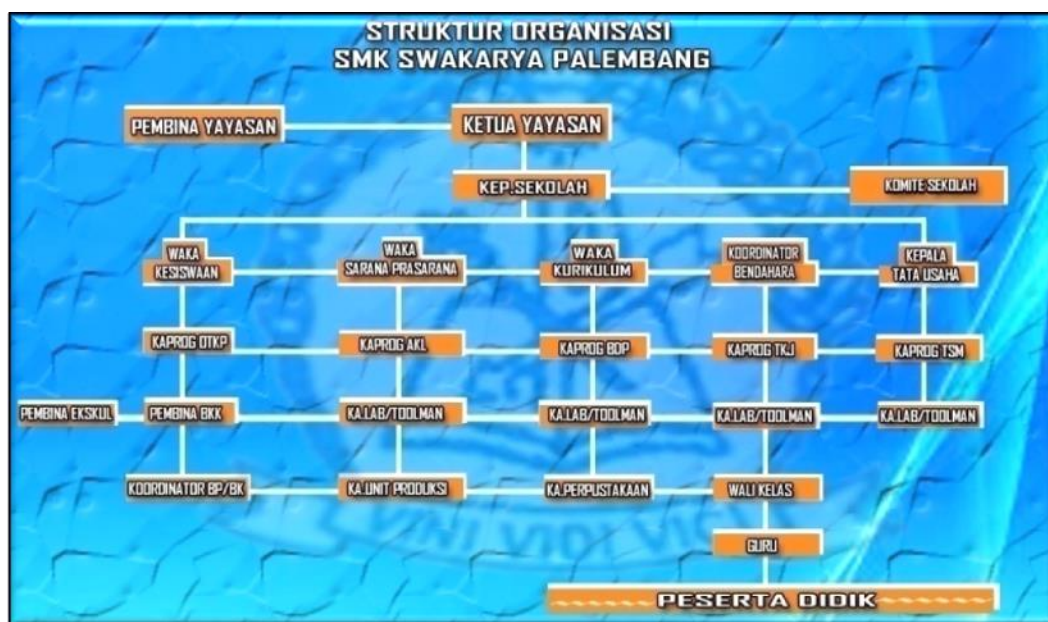 STRUKTUR ORGANISASI
SMK SWAKARYA PALEMBANG
PEMBINA YAYASAN
KETUA YAYASAN
KEP.SEKOLAH
KOMITE SEKOLAH
WAKA
KESISWAAN
WAKA
SARANA PRASARANA
WAKA
KURIKULUM
KOORDINATOR
BENDAHARA
KEPALA
TATA USAHA
KAPROG OTKP
KAPROG AKL
KAPROG BDP
KAPROG TKJ
KAPROG TSM
PEMBINA EKSKUL
PEMBINA BKK
KA.LAB/TOOLMAN
KA.LAB/TOOLMAN
KA.LAB/TOOLMAN
KA.LAB/TOOLMAN
KOORDINATOR BP/BK
KA.UNIT PRODUKSI
KA.PERPUSTAKAAN
WALI KELAS
GURU
PESERTA DIDIK
VINI VIDI VICI